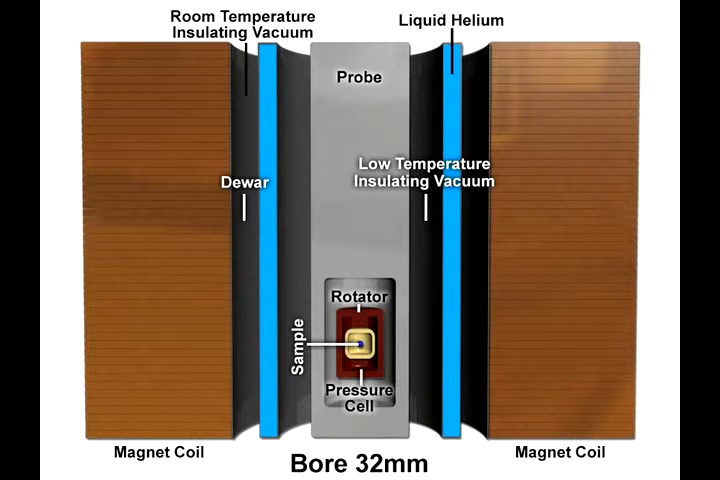 Room Temperature
Insulating Vacuum
Liquid Helium
Probe
Low Temperature
Insulating Vacuum
Dewar
Rotator
Sample
Pressure
Cell
Magnet Coil
Magnet Coil
Bore 32mm